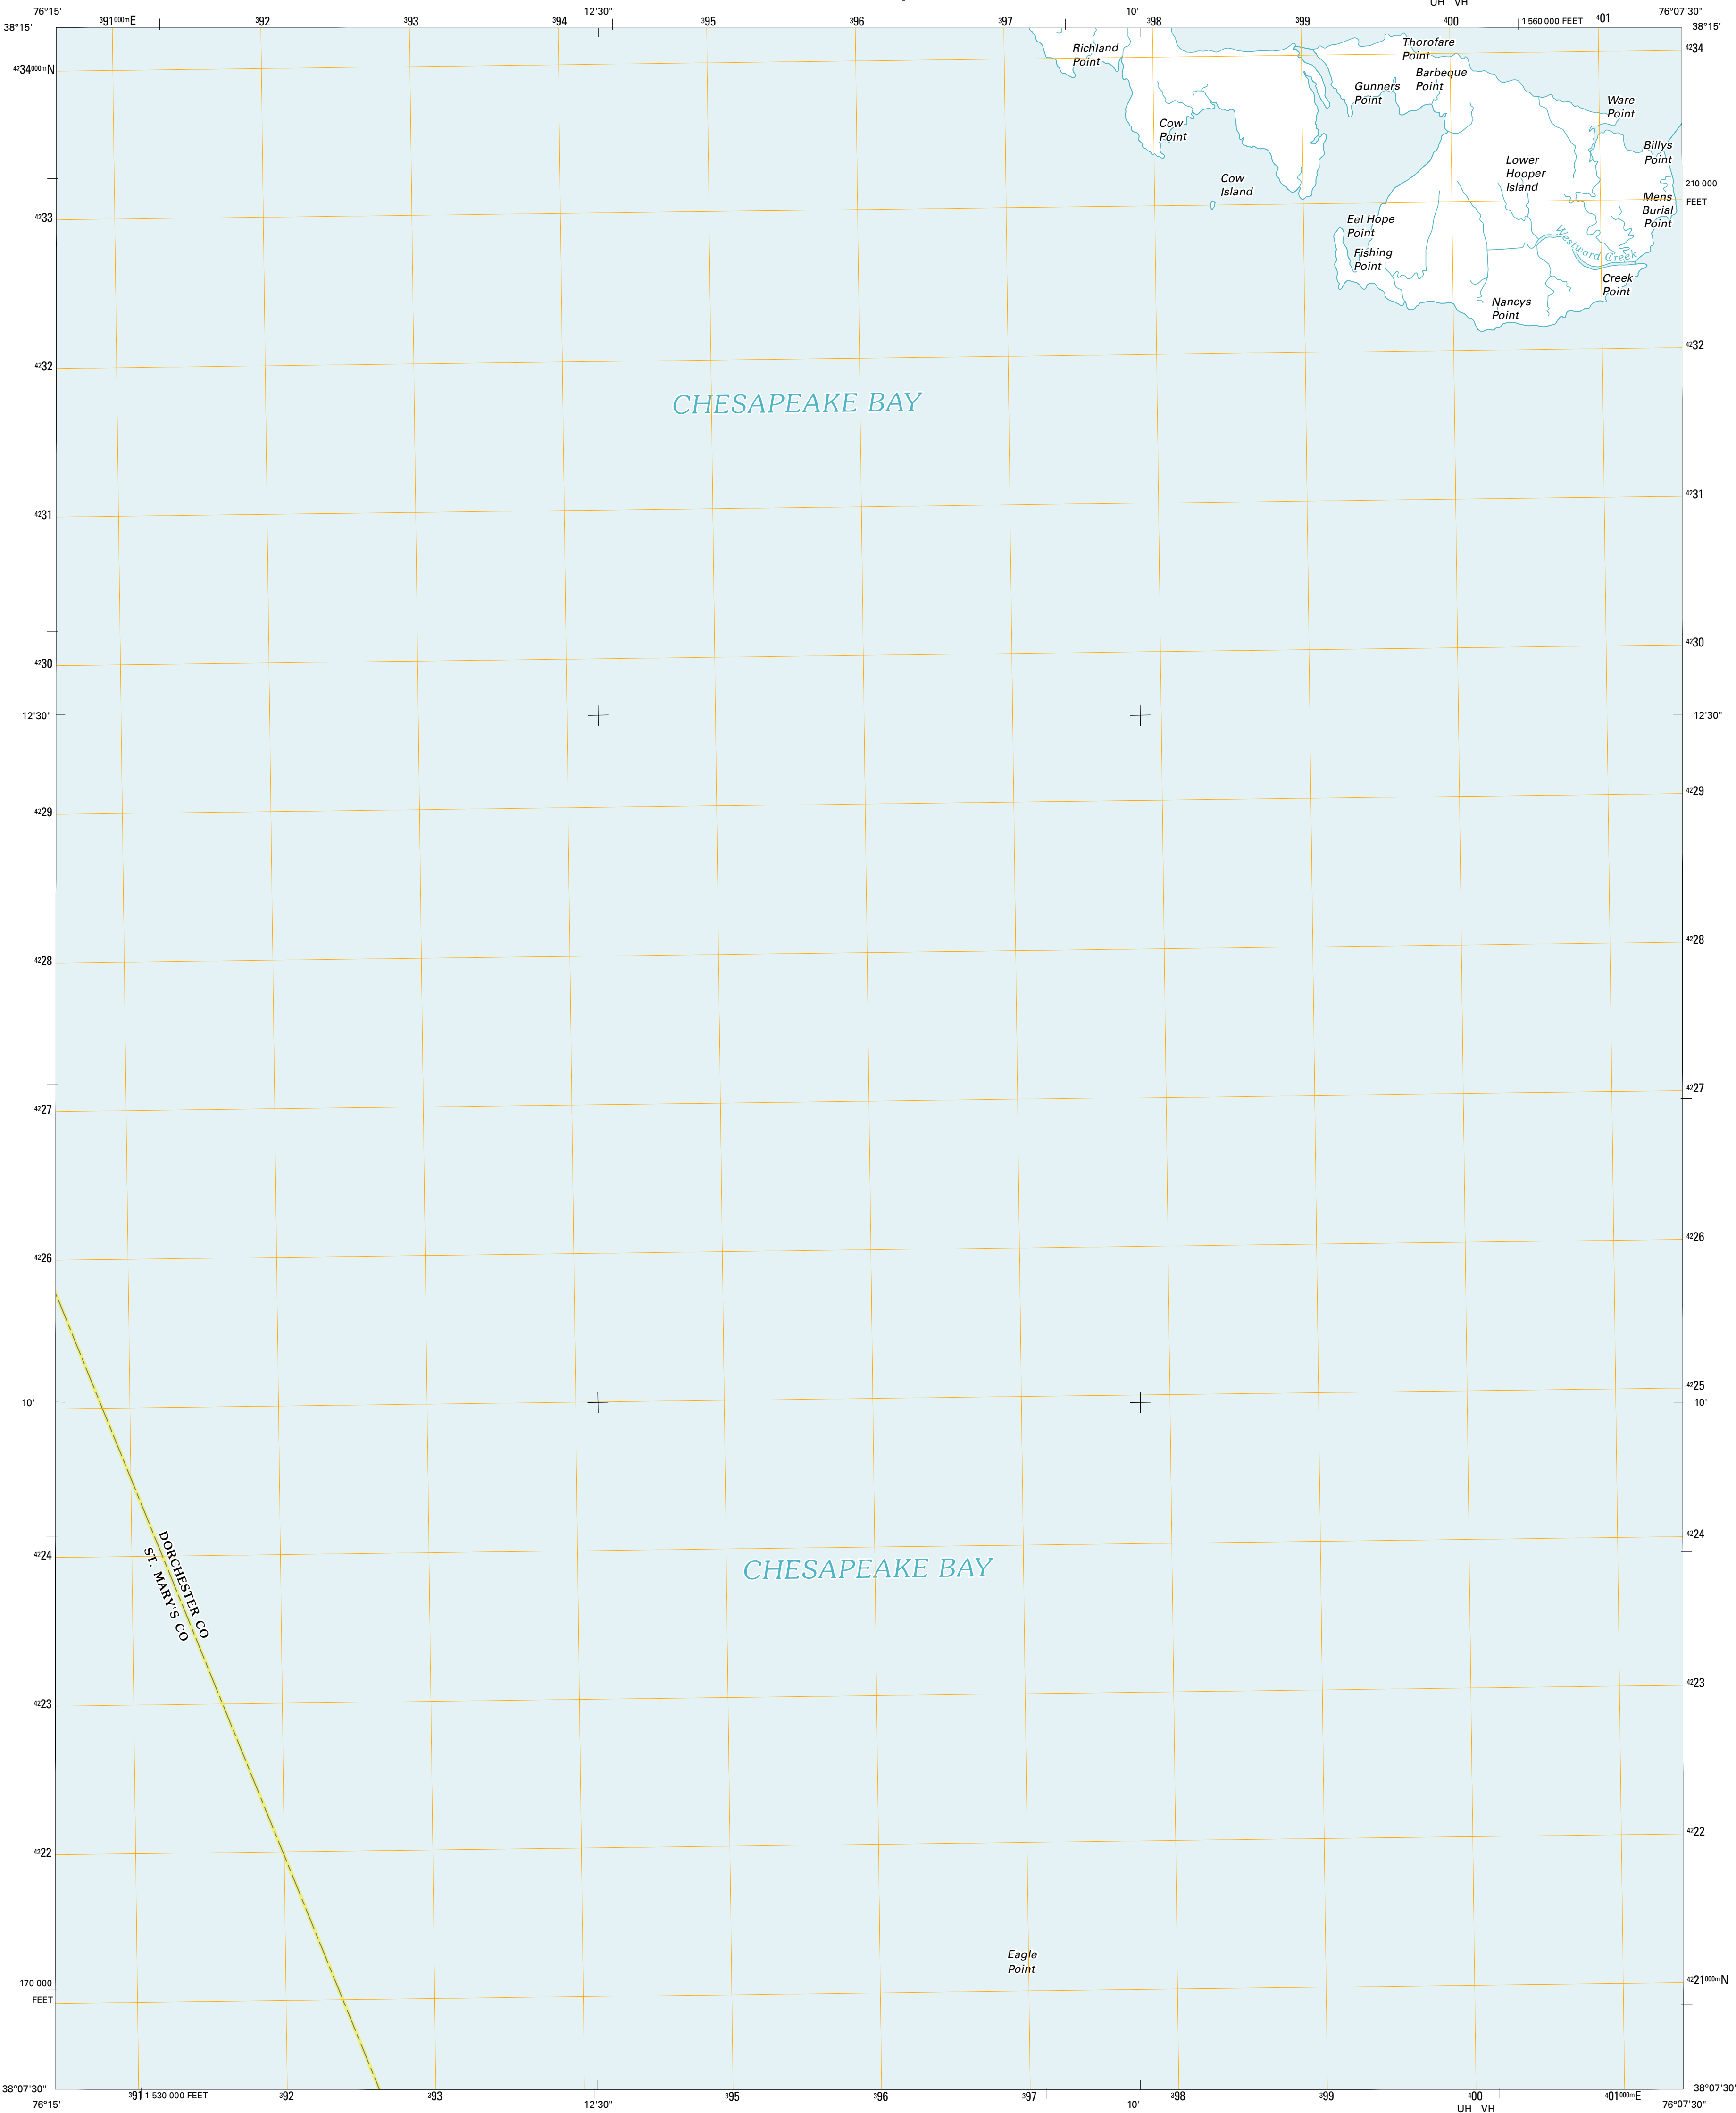 UH VH
76°15' ³91⁰⁰⁰ᵐE ³92 ³93 ³94 12'30" ³95 ³96 ³97 10' ³98 ³99 ⁴00 1 560 000 FEET ⁴01 76°07'30"
38°15' 38°15'
⁴²34⁰⁰⁰ᵐN
⁴²34
Richland
Point
Thorofare
Point
Barbeque
Point
Gunners
Point
Ware
Point
Cow
Point
Billys
Point
Lower
Hooper
Island
Cow
Island
210 000
FEET
Mens
Burial
Point
⁴²33
Eel Hope
Point
Westward Creek
Fishing
Point
Creek
Point
Nancys
Point
⁴²32 ⁴²32
CHESAPEAKE BAY
⁴²31 ⁴²31
⁴²30 ⁴²30
12'30" 12'30"
⁴²29 ⁴²29
⁴²28 ⁴²28
⁴²27 ⁴²27
⁴²26 ⁴²26
⁴²25
10' 10'
DORCHESTER CO
ST. MARY'S CO
⁴²24 ⁴²24
CHESAPEAKE BAY
⁴²23 ⁴²23
⁴²22 ⁴²22
Eagle
Point
170 000
FEET
⁴²21⁰⁰⁰ᵐN
38°07'30" 38°07'30"
³91 1 530 000 FEET ³92 ³93 ³95 ³96 ³97 ³98 ³99 ⁴00 ⁴01⁰⁰⁰ᵐE
76°15' 12'30" 10' UH VH 76°07'30"